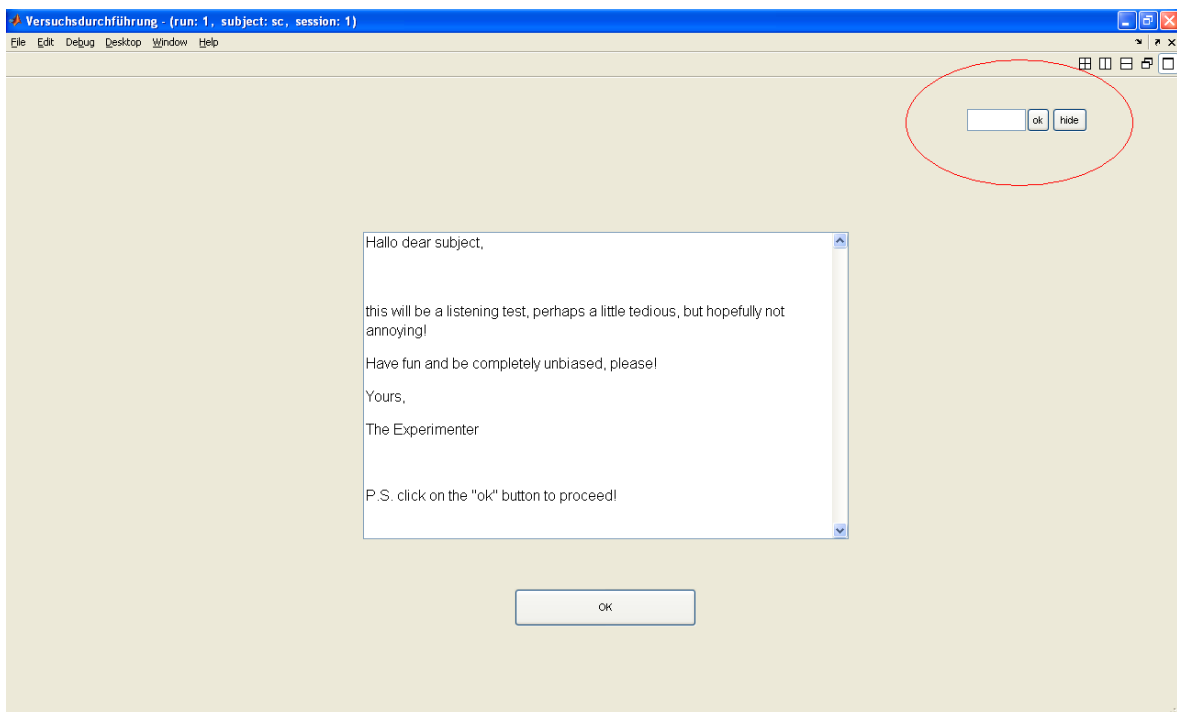 Versuchsdurchführung - (run: 1, subject: sc, session: 1)
File Edit Debug Desktop Window Help
ok hide
Hallo dear subject,
this will be a listening test, perhaps a little tedious, but hopefully not
annoying!
Have fun and be completely unbiased, please!
Yours,
The Experimenter
P.S. click on the "ok" button to proceed!
OK